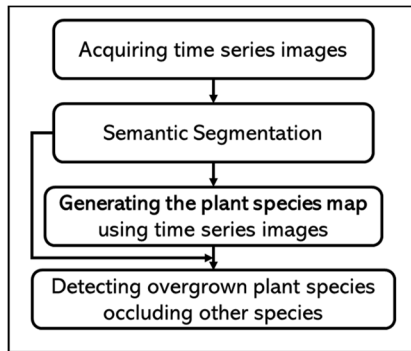 Acquiring time series images
Semantic Segmentation
Generating the plant species map
using time series images
Detecting overgrown plant species
occluding other species